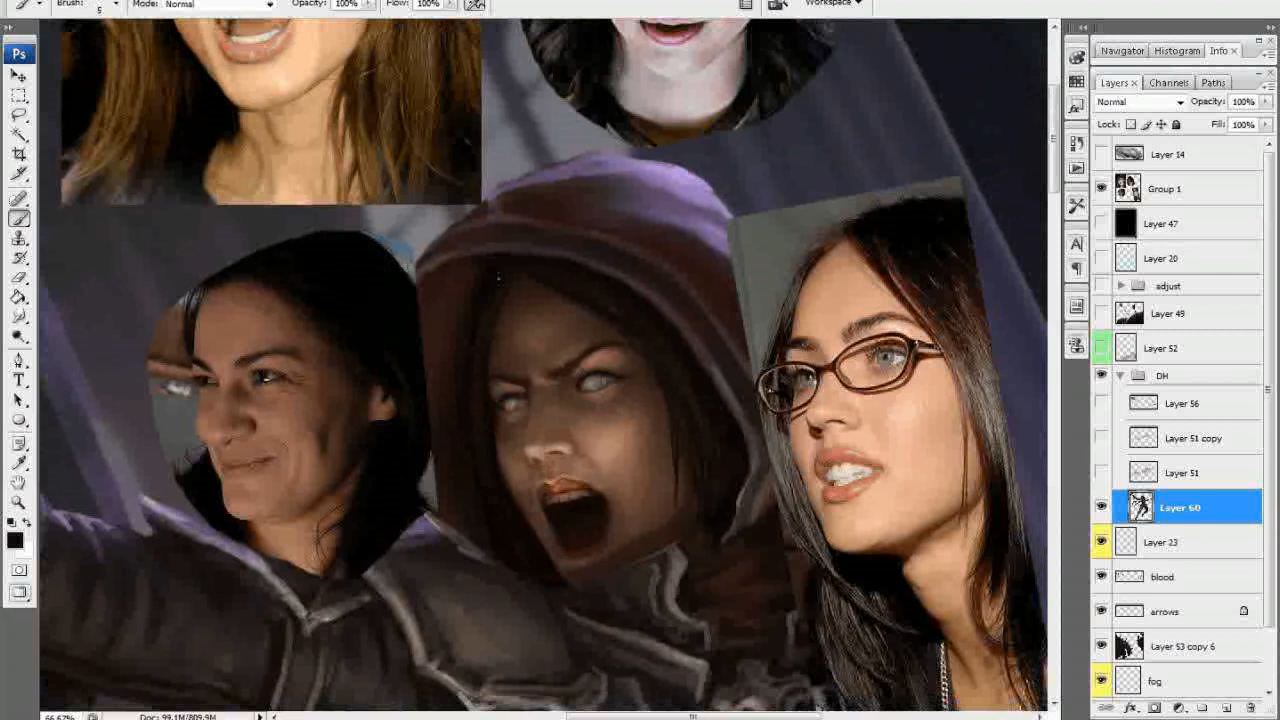 Brush: 5 Mode: Normal Opacity: 100% Flow: 100% Workspace
Ps
Navigator Histogram Info ×
Layers × Channels Paths
Normal Opacity: 100%
Lock: Fill: 100%
Layer 14
Group 1
Layer 47
Layer 20
adjust
Layer 49
Layer 52
DH
Layer 56
Layer 51 copy
Layer 51
Layer 60
Layer 23
blood
arrows
Layer 53 copy 6
fog
66.67% Doc: 99.1M/809.9M